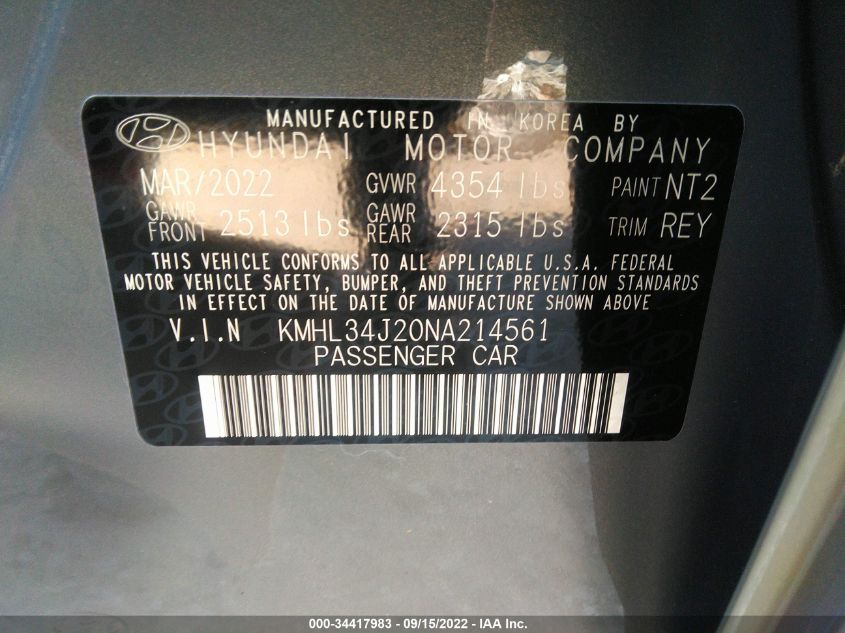 MANUFACTURED IN KOREA BY
HYUNDAI MOTOR COMPANY
MAR/2022 GVWR 4354 lbs PAINT NT2
GAWR FRONT 2513 lbs GAWR REAR 2315 lbs TRIM REY
THIS VEHICLE CONFORMS TO ALL APPLICABLE U.S.A. FEDERAL
MOTOR VEHICLE SAFETY, BUMPER, AND THEFT PREVENTION STANDARDS
IN EFFECT ON THE DATE OF MANUFACTURE SHOWN ABOVE
V.I.N KMHL34J20NA214561
PASSENGER CAR
000-34417983 - 09/15/2022 - IAA Inc.